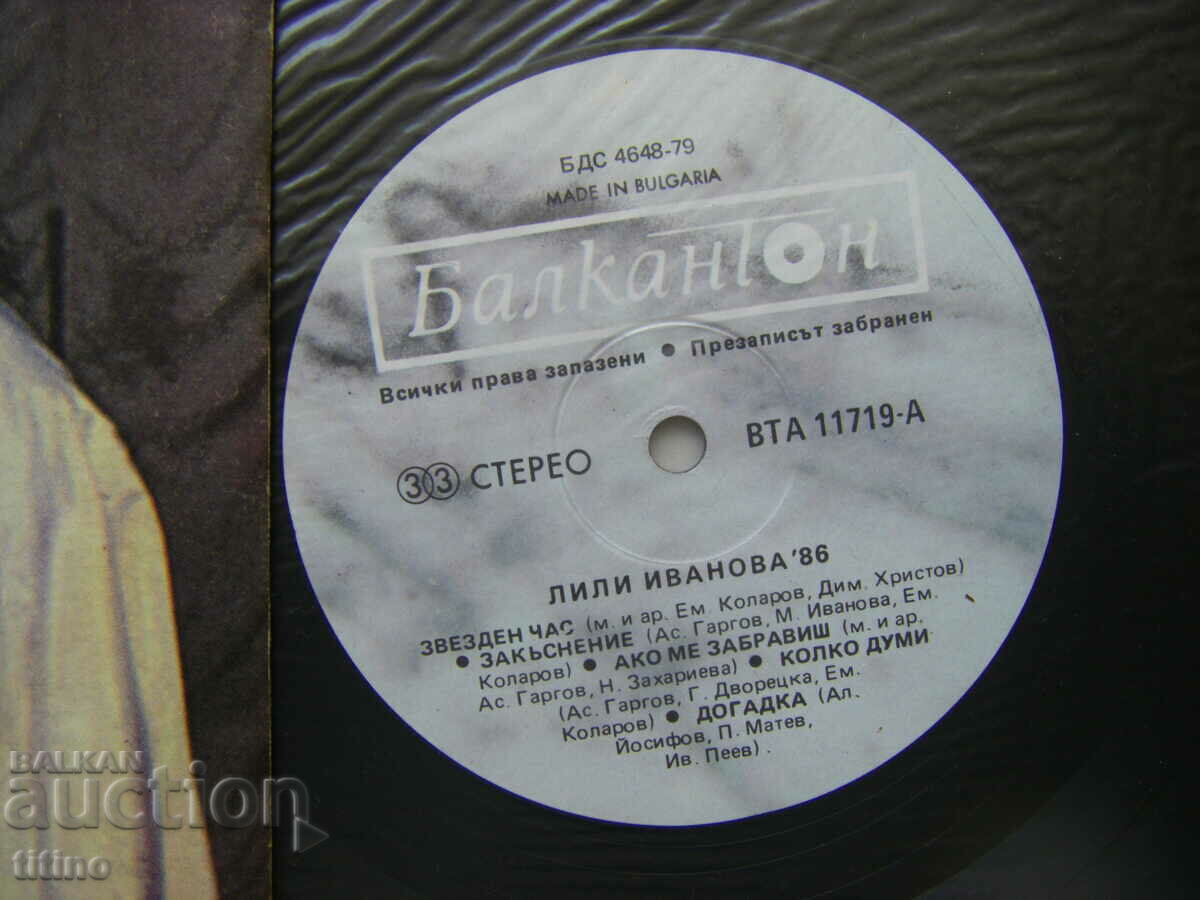 БДС 4648-79
MADE IN BULGARIA
Балкантон
Всички права запазени ● Презаписът забранен
33 СТЕРЕО
ВТА 11719-А
ЛИЛИ ИВАНОВА '86
ЗВЕЗДЕН ЧАС (м. и ар. Ем. Коларов, Дим. Христов)
● ЗАКЪСНЕНИЕ (Ас. Гаргов, М. Иванова, Ем.
Коларов) ● АКО МЕ ЗАБРАВИШ (м. и ар.
Ас. Гаргов, Н. Захариева) ● КОЛКО ДУМИ
(Ас. Гаргов, Г. Дворецка, Ем.
Коларов) ● ДОГАДКА (Ал.
Йосифов, П. Матев,
Ив. Пеев)
BALKAN
auction
titino